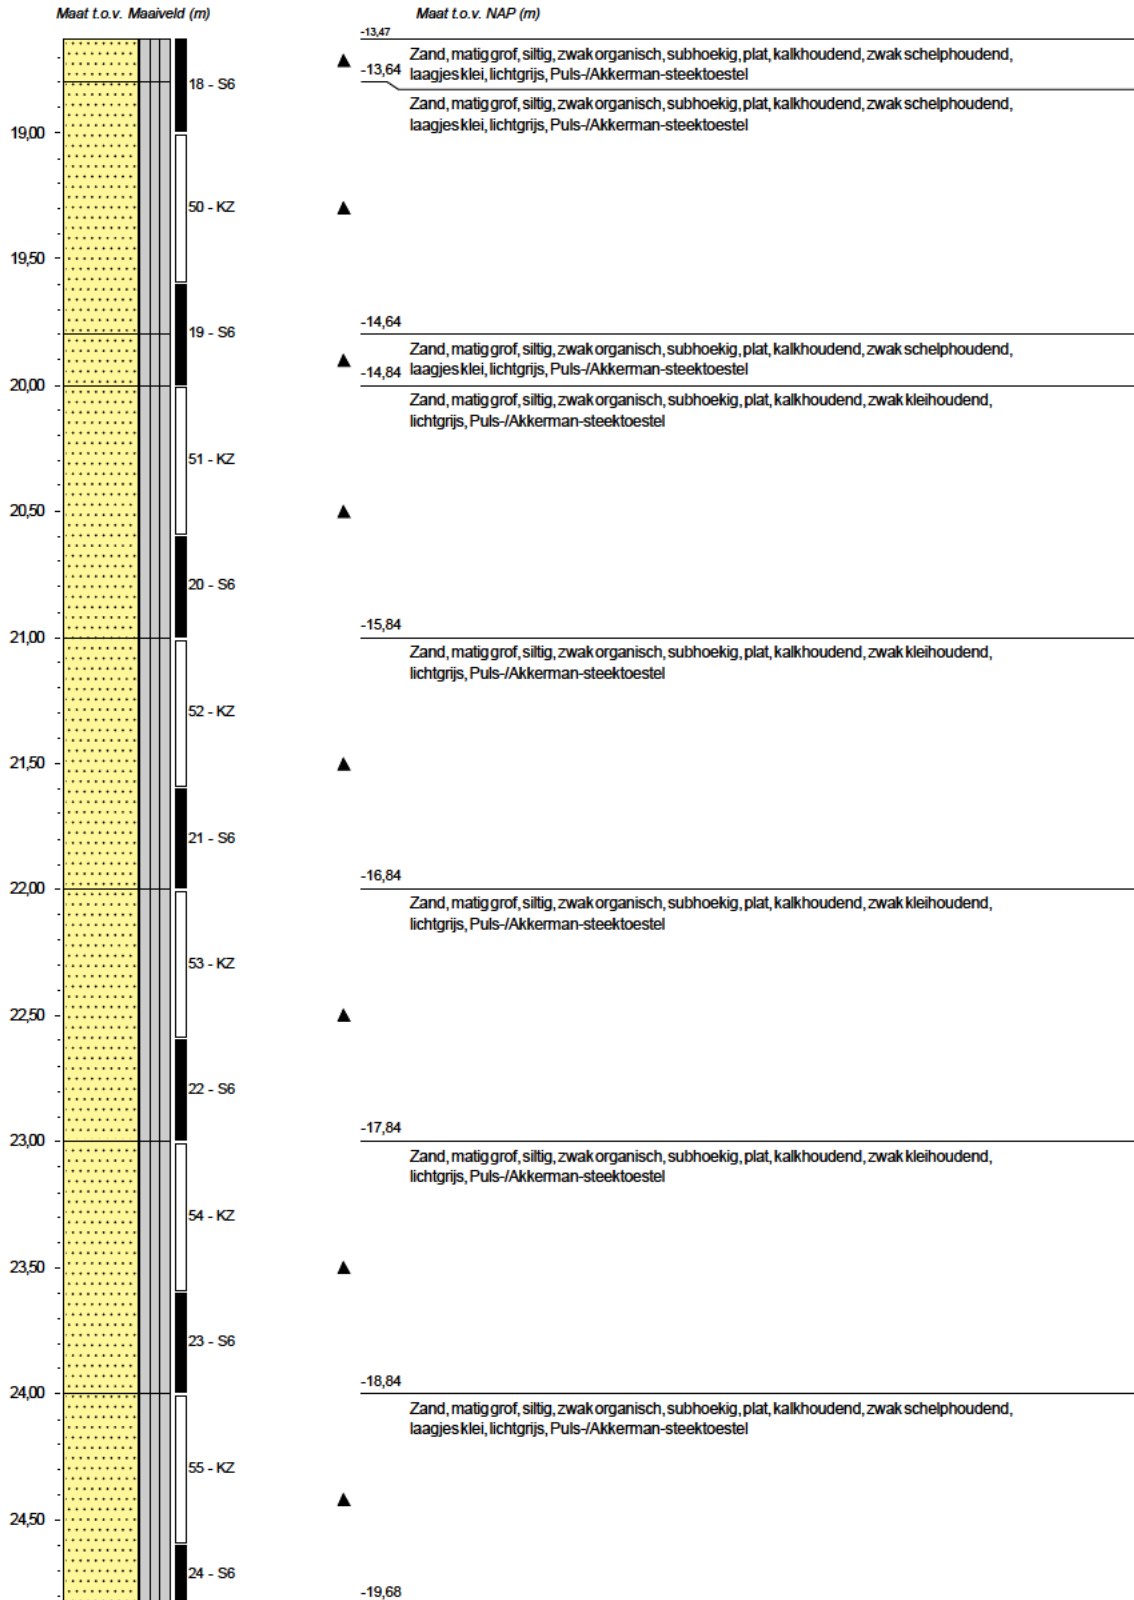 Maat t.o.v. Maaiveld (m)
Maat t.o.v. NAP (m)
-13,47
Zand, matig grof, siltig, zwak organisch, subhoekig, plat, kalkhoudend, zwak schelphoudend,
-13,64 laagjes klei, lichtgrijs, Puls-/Akkerman-steektoestel
18 - S6
Zand, matig grof, siltig, zwak organisch, subhoekig, plat, kalkhoudend, zwak schelphoudend,
laagjes klei, lichtgrijs, Puls-/Akkerman-steektoestel
19,00
50 - KZ
19,50
-14,64
19 - S6
Zand, matig grof, siltig, zwak organisch, subhoekig, plat, kalkhoudend, zwak schelphoudend,
-14,84 laagjes klei, lichtgrijs, Puls-/Akkerman-steektoestel
20,00
Zand, matig grof, siltig, zwak organisch, subhoekig, plat, kalkhoudend, zwak kleihoudend,
lichtgrijs, Puls-/Akkerman-steektoestel
51 - KZ
20,50
20 - S6
-15,84
21,00
Zand, matig grof, siltig, zwak organisch, subhoekig, plat, kalkhoudend, zwak kleihoudend,
lichtgrijs, Puls-/Akkerman-steektoestel
52 - KZ
21,50
21 - S6
-16,84
22,00
Zand, matig grof, siltig, zwak organisch, subhoekig, plat, kalkhoudend, zwak kleihoudend,
lichtgrijs, Puls-/Akkerman-steektoestel
53 - KZ
22,50
22 - S6
-17,84
23,00
Zand, matig grof, siltig, zwak organisch, subhoekig, plat, kalkhoudend, zwak kleihoudend,
lichtgrijs, Puls-/Akkerman-steektoestel
54 - KZ
23,50
23 - S6
-18,84
24,00
Zand, matig grof, siltig, zwak organisch, subhoekig, plat, kalkhoudend, zwak schelphoudend,
laagjes klei, lichtgrijs, Puls-/Akkerman-steektoestel
55 - KZ
24,50
24 - S6
-19,68